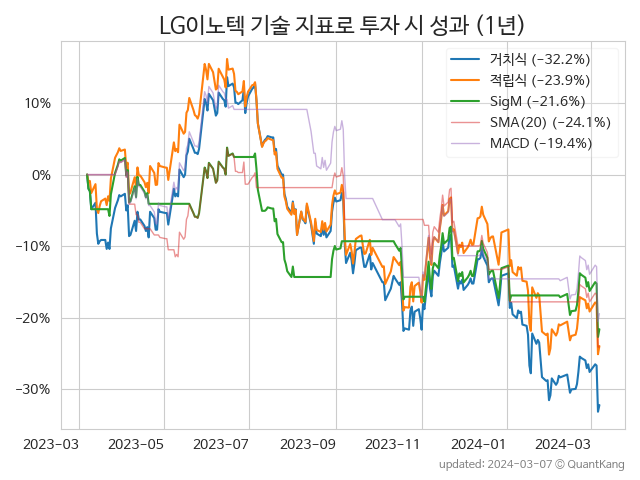 LG이노텍 기술 지표로 투자 시 성과 (1년)
거치식 (−32.2%)
적립식 (−23.9%)
SigM (−21.6%)
SMA(20) (−24.1%)
MACD (−19.4%)
10%
0%
−10%
−20%
−30%
2023-03 2023-05 2023-07 2023-09 2023-11 2024-01 2024-03
updated: 2024-03-07 © QuantKang